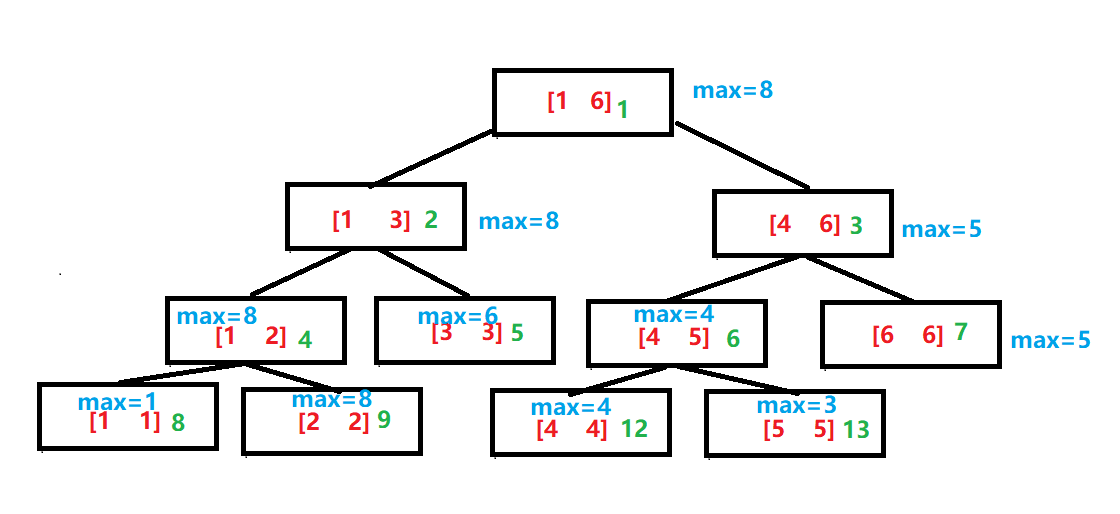 [1 6] 1 max=8
[1 3] 2 max=8
[4 6] 3 max=5
max=8
[1 2] 4
max=6
[3 3] 5
max=4
[4 5] 6
[6 6] 7 max=5
max=1
[1 1] 8
max=8
[2 2] 9
max=4
[4 4] 12
max=3
[5 5] 13